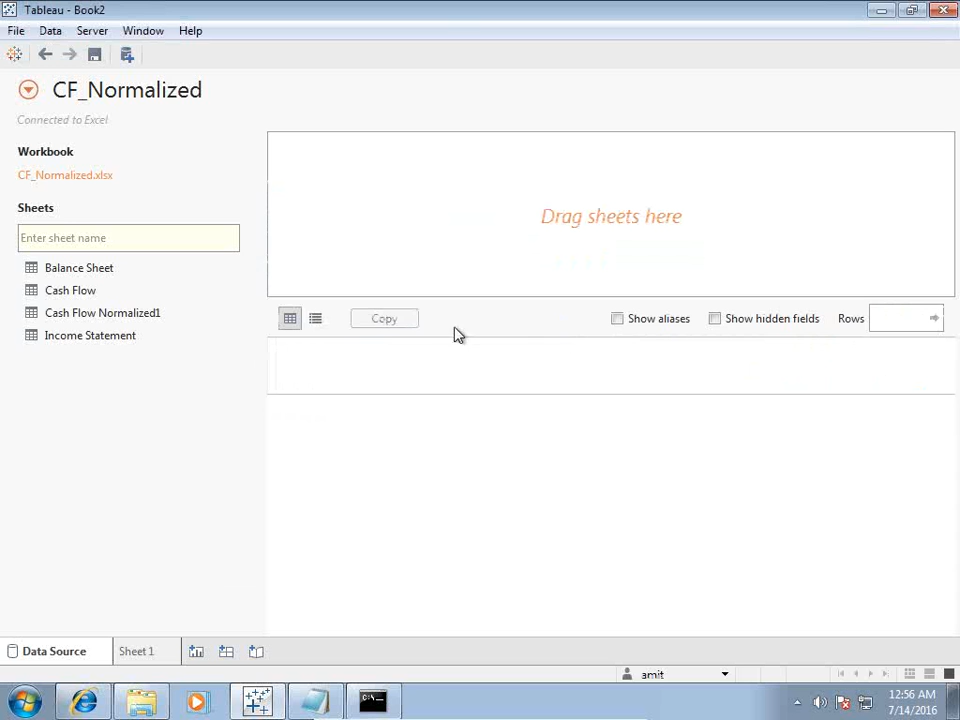 Tableau - Book2
File Data Server Window Help
CF_Normalized
Connected to Excel
Workbook
CF_Normalized.xlsx
Sheets
Enter sheet name
Balance Sheet
Cash Flow
Cash Flow Normalized1
Income Statement
Drag sheets here
Copy Show aliases Show hidden fields Rows
Data Source Sheet 1
amit
C:\.
12:56 AM
7/14/2016